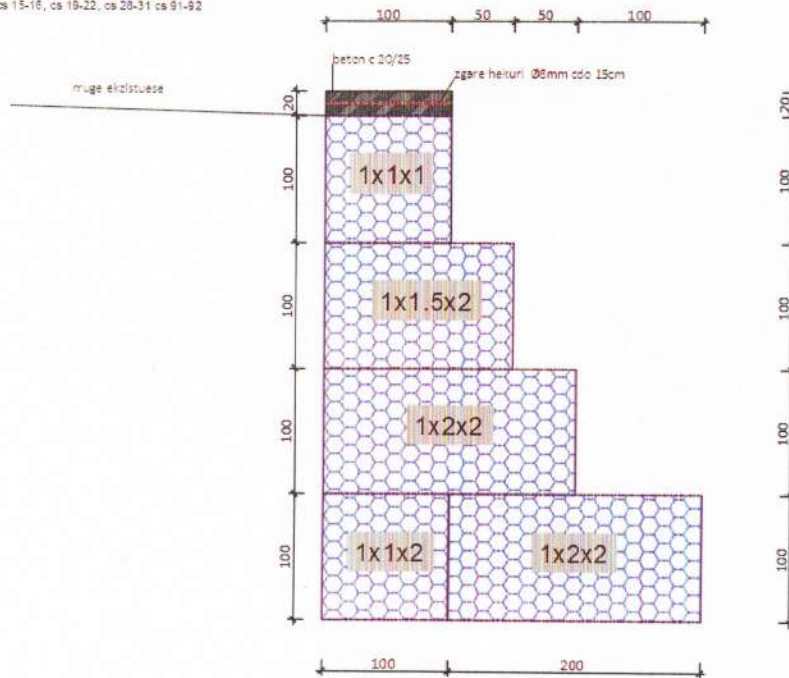 cs 15-16, cs 19-22, cs 28-31 cs 91-92
100 50 50 100
beton c 20/25
zgare hekuri Ø8mm cdo 15cm
rruge ekzistuese
20 20
1x1x1
100 100
1x1.5x2
100 100
1x2x2
100 100
1x1x2 1x2x2
100 100
100 200